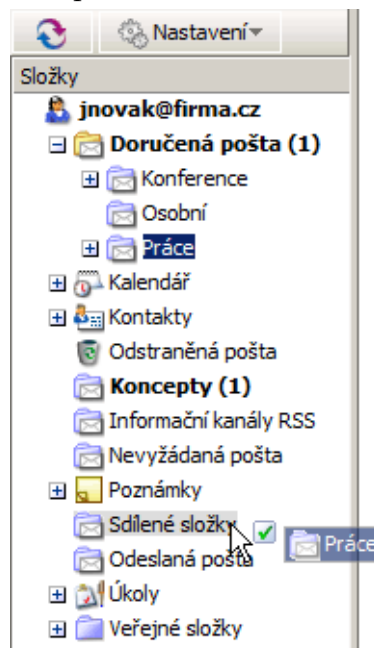 Nastavení
Složky
jnovak@firma.cz
Doručená pošta (1)
Konference
Osobní
Práce
Kalendář
Kontakty
Odstraněná pošta
Koncepty (1)
Informační kanály RSS
Nevyžádaná pošta
Poznámky
Sdílené složky
Práce
Odeslaná pošta
Úkoly
Veřejné složky